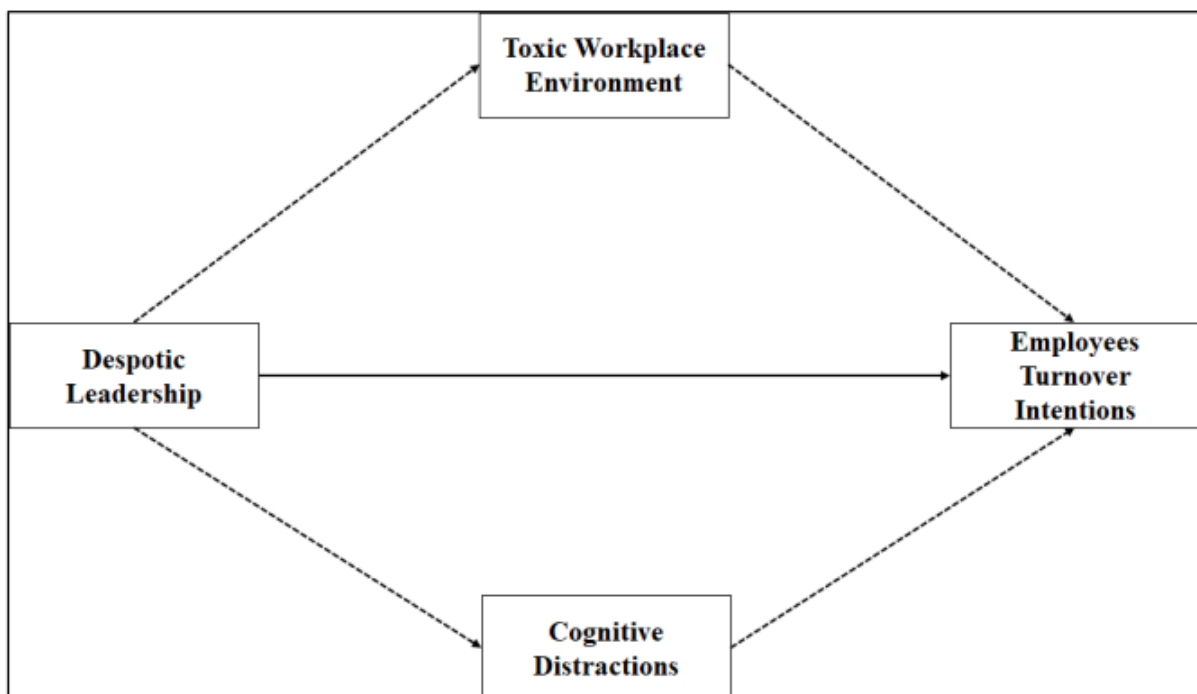 Toxic Workplace
Environment
Despotic
Leadership
Employees
Turnover
Intentions
Cognitive
Distractions